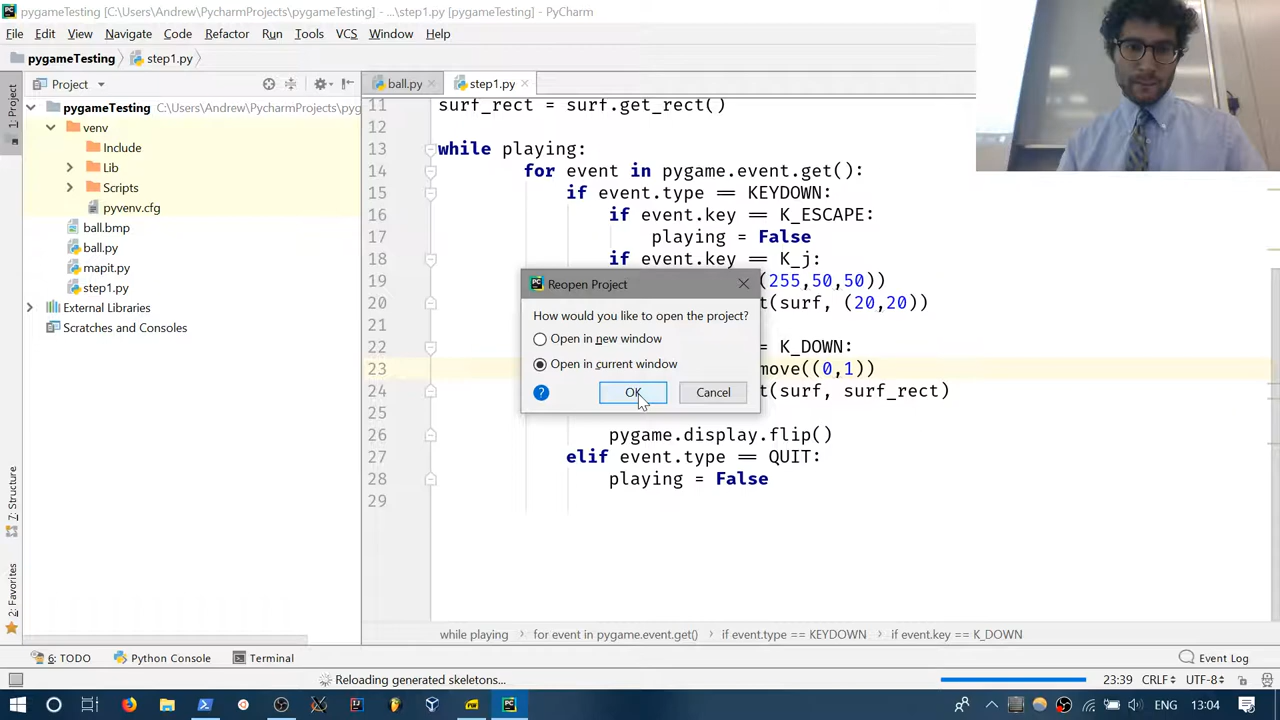 pygameTesting [C:\Users\Andrew\PycharmProjects\pygameTesting] - ...\step1.py [pygameTesting] - PyCharm
File Edit View Navigate Code Refactor Run Tools VCS Window Help
pygameTesting step1.py
Project ball.py step1.py
1: Project
pygameTesting C:\Users\Andrew\PycharmProjects\pyg
venv
Include
Lib
Scripts
pyvenv.cfg
ball.bmp
ball.py
mapit.py
step1.py
External Libraries
Scratches and Consoles
7: Structure
2: Favorites
11 surf_rect = surf.get_rect()
12
13 while playing:
14 for event in pygame.event.get():
15 if event.type == KEYDOWN:
16 if event.key == K_ESCAPE:
17 playing = False
18 if event.key == K_j:
19 (255,50,50))
20 t(surf, (20,20))
21
22 = K_DOWN:
23 move((0,1))
24 t(surf, surf_rect)
25
26 pygame.display.flip()
27 elif event.type == QUIT:
28 playing = False
29
PC Reopen Project
How would you like to open the project?
Open in new window
Open in current window
? OK Cancel
while playing for event in pygame.event.get() if event.type == KEYDOWN if event.key == K_DOWN
6: TODO Python Console Terminal Event Log
Reloading generated skeletons... 23:39 CRLF UTF-8
ENG 13:04